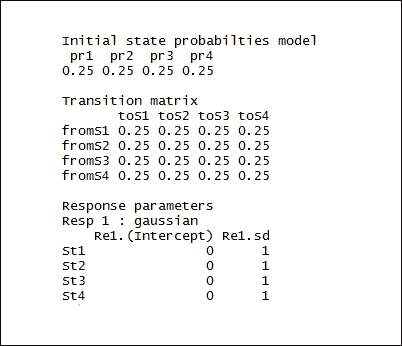 Initial state probabilties model
pr1 pr2 pr3 pr4
0.25 0.25 0.25 0.25
Transition matrix
toS1 toS2 toS3 toS4
fromS1 0.25 0.25 0.25 0.25
fromS2 0.25 0.25 0.25 0.25
fromS3 0.25 0.25 0.25 0.25
fromS4 0.25 0.25 0.25 0.25
Response parameters
Resp 1 : gaussian
Re1.(Intercept) Re1.sd
St1 0 1
St2 0 1
St3 0 1
St4 0 1